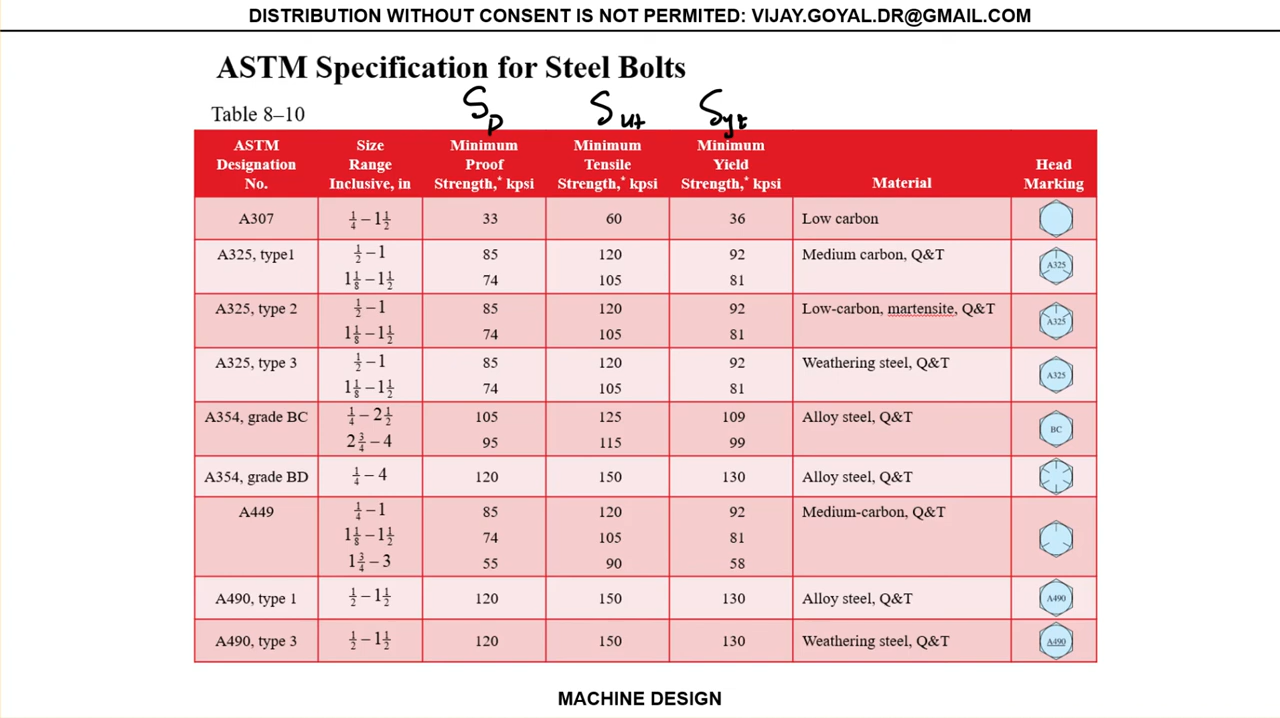 DISTRIBUTION WITHOUT CONSENT IS NOT PERMITED: VIJAY.GOYAL.DR@GMAIL.COM
ASTM Specification for Steel Bolts
Table 8–10
Sp Sut Syt
ASTM Designation No. Size Range Inclusive, in Minimum Proof Strength,* kpsi Minimum Tensile Strength,* kpsi Minimum Yield Strength,* kpsi Material Head Marking
A307 1/4 – 1 1/2 33 60 36 Low carbon
A325, type1 1/2 – 1 85 120 92 Medium carbon, Q&T A325
1 1/8 – 1 1/2 74 105 81
A325, type 2 1/2 – 1 85 120 92 Low-carbon, martensite, Q&T A325
1 1/8 – 1 1/2 74 105 81
A325, type 3 1/2 – 1 85 120 92 Weathering steel, Q&T A325
1 1/8 – 1 1/2 74 105 81
A354, grade BC 1/4 – 2 1/2 105 125 109 Alloy steel, Q&T BC
2 3/4 – 4 95 115 99
A354, grade BD 1/4 – 4 120 150 130 Alloy steel, Q&T
A449 1/4 – 1 85 120 92 Medium-carbon, Q&T
1 1/8 – 1 1/2 74 105 81
1 3/4 – 3 55 90 58
A490, type 1 1/2 – 1 1/2 120 150 130 Alloy steel, Q&T A490
A490, type 3 1/2 – 1 1/2 120 150 130 Weathering steel, Q&T A490
MACHINE DESIGN